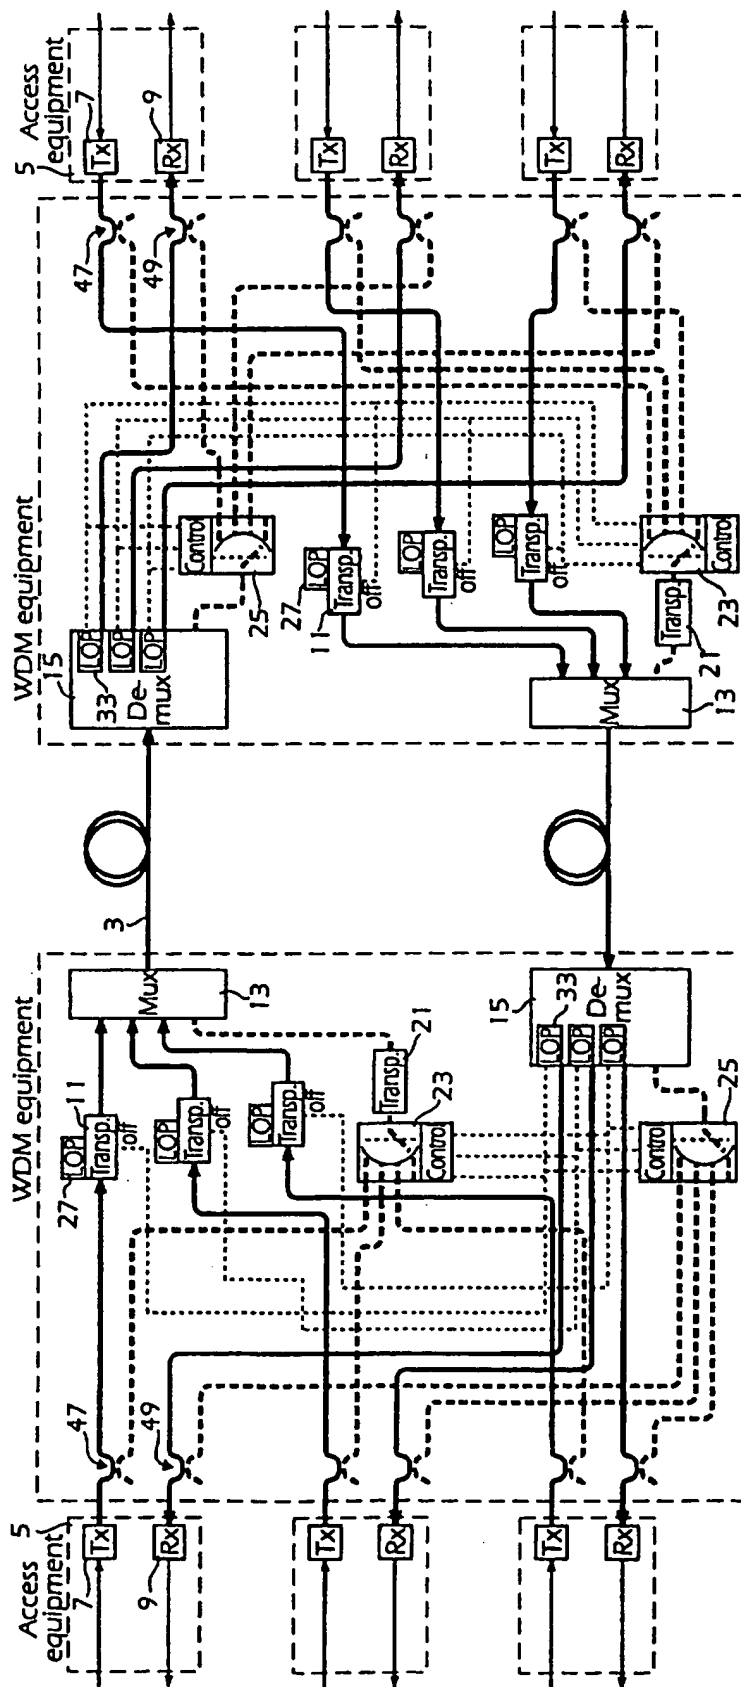 Access
equipment
5
7
Tx
9
Rx
Tx
Rx
Tx
Rx
WDM equipment
47
49
27
LOP
11
Transp.
off
LOP
Transp.
off
LOP
Transp.
off
Mux
13
Transp.
21
23
Control
15
33
LOP
LOP
LOP
De-
mux
Control
25
3
WDM equipment
15
33
LOP
LOP
LOP
De-
mux
Control
25
27
LOP
11
Transp.
off
LOP
Transp.
off
LOP
Transp.
off
Mux
13
Transp.
21
Control
23
47
49
Access
equipment
5
7
Tx
9
Rx
Tx
Rx
Tx
Rx